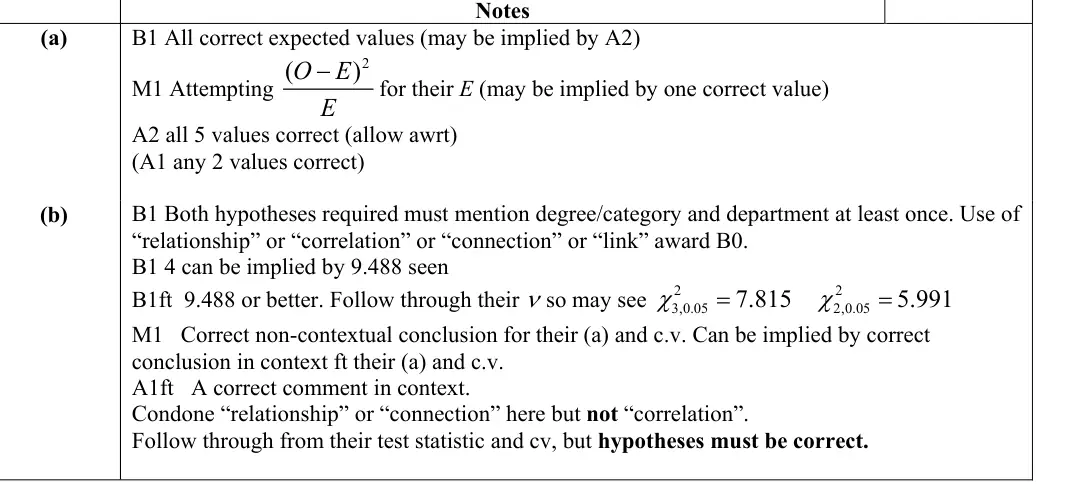 Notes
(a) B1 All correct expected values (may be implied by A2)
M1 Attempting (O − E)²/E for their E (may be implied by one correct value)
A2 all 5 values correct (allow awrt)
(A1 any 2 values correct)
(b) B1 Both hypotheses required must mention degree/category and department at least once. Use of
“relationship” or “correlation” or “connection” or “link” award B0.
B1 4 can be implied by 9.488 seen
B1ft 9.488 or better. Follow through their ν so may see χ²₃,₀.₀₅ = 7.815 χ²₂,₀.₀₅ = 5.991
M1 Correct non-contextual conclusion for their (a) and c.v. Can be implied by correct
conclusion in context ft their (a) and c.v.
A1ft A correct comment in context.
Condone “relationship” or “connection” here but not “correlation”.
Follow through from their test statistic and cv, but hypotheses must be correct.